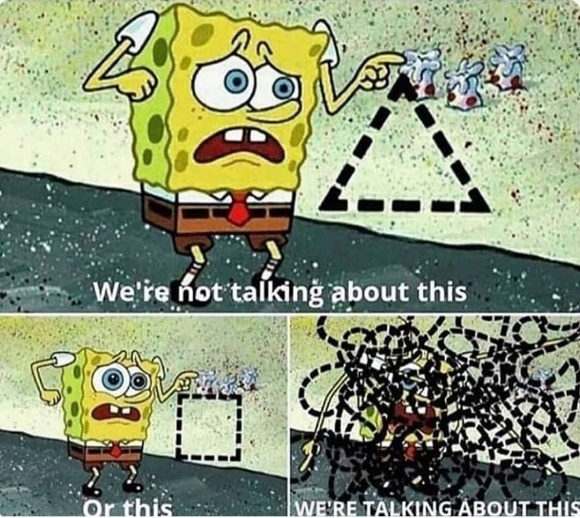 We're not talking about this
Or this
WE'RE TALKING ABOUT THIS